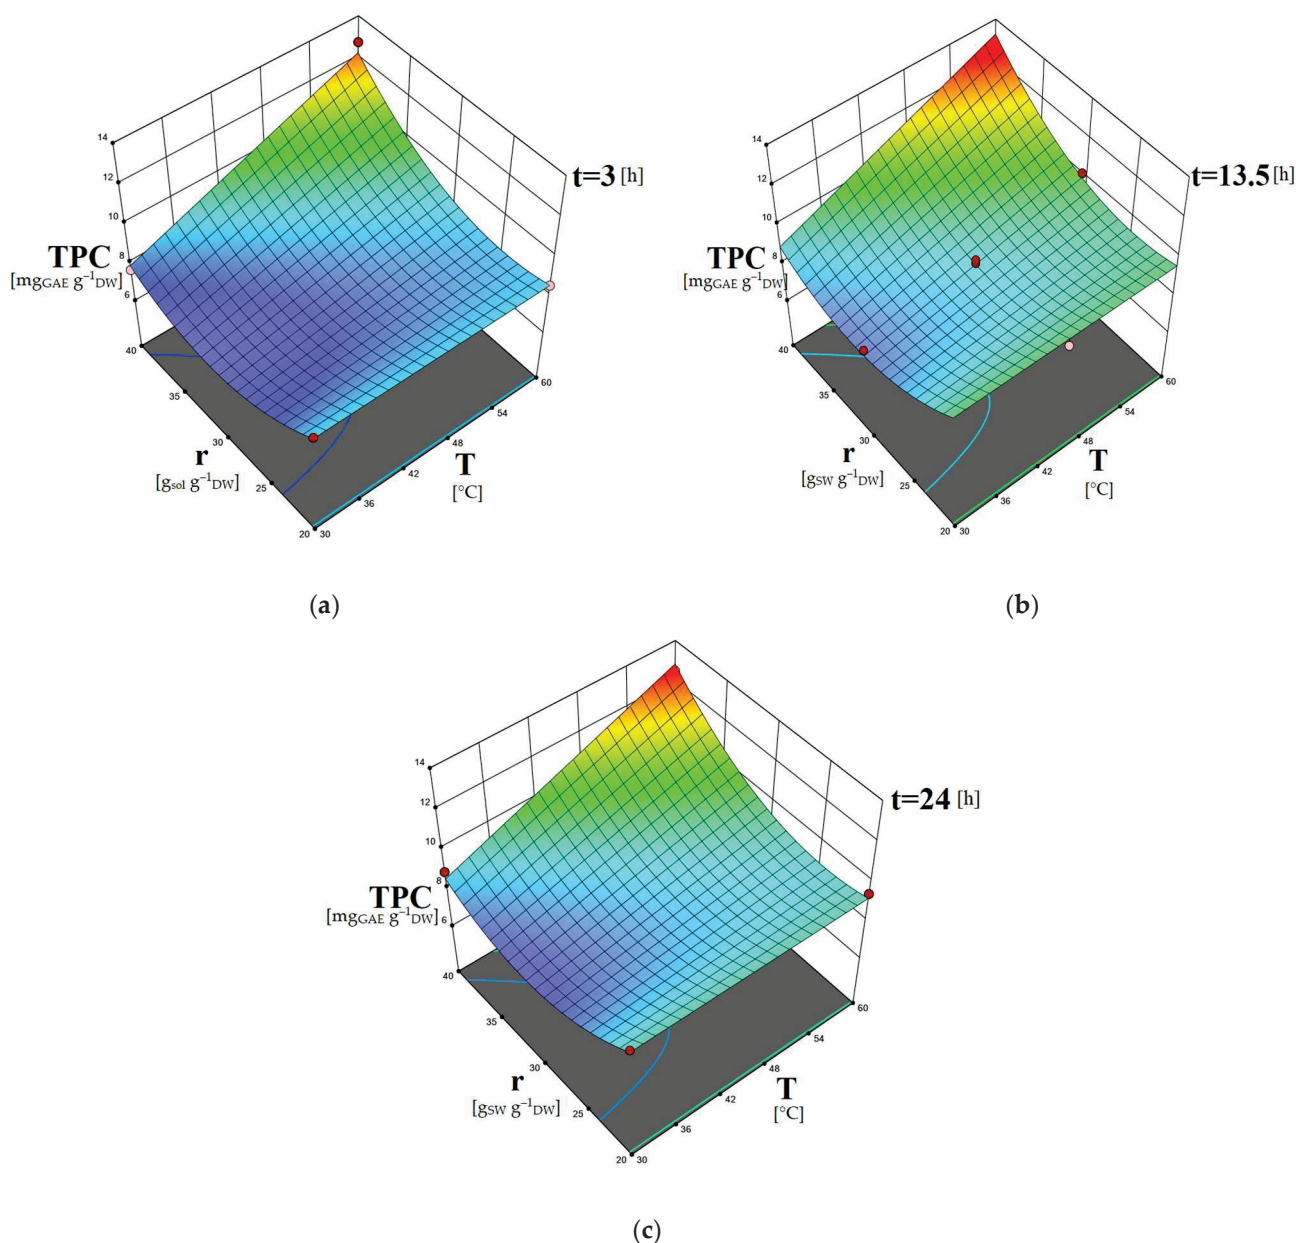 14
12
10
8
6
TPC
[mgGAE g⁻¹DW]
t=3 [h]
40
35
30
25
20
r
[gsol g⁻¹DW]
30
36
42
48
54
60
T
[°C]
(a)
14
12
10
8
6
TPC
[mgGAE g⁻¹DW]
t=13.5 [h]
40
35
30
25
20
r
[gSW g⁻¹DW]
30
36
42
48
54
60
T
[°C]
(b)
14
12
10
8
6
TPC
[mgGAE g⁻¹DW]
t=24 [h]
40
35
30
25
20
r
[gSW g⁻¹DW]
30
36
42
48
54
60
T
[°C]
(c)